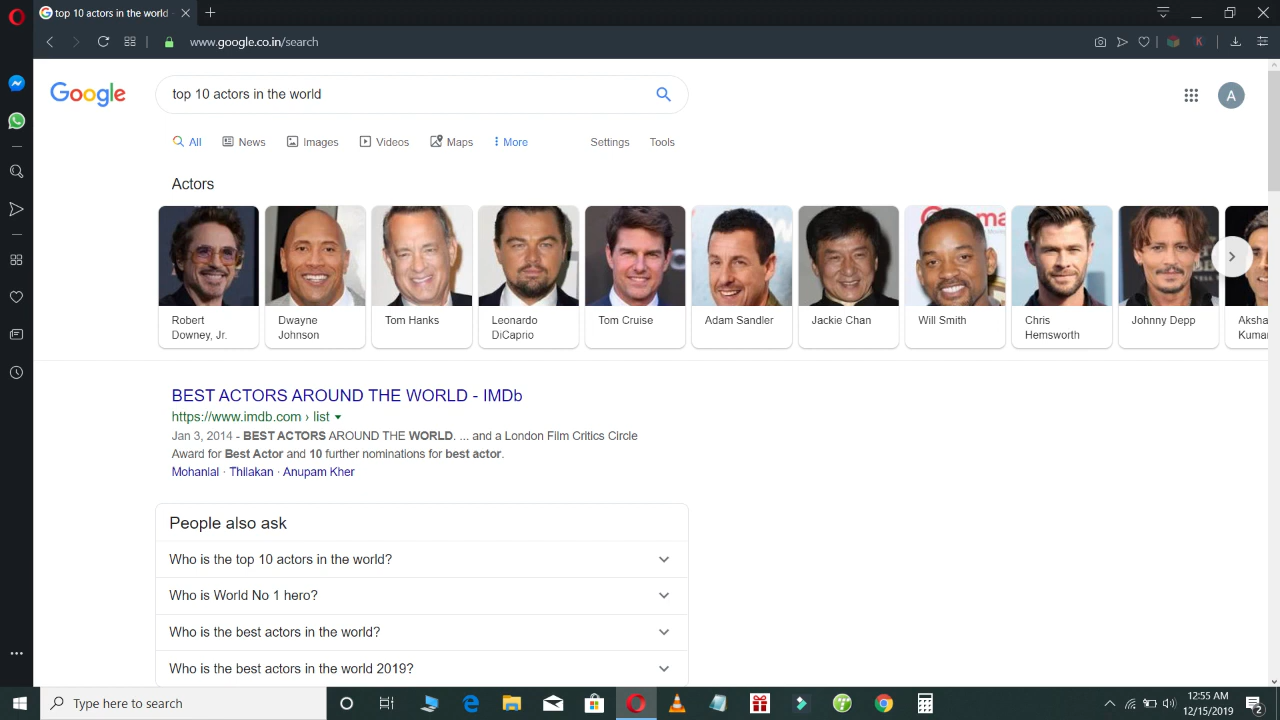 top 10 actors in the world
www.google.co.in/search
Google
top 10 actors in the world
A
All
News
Images
Videos
Maps
More
Settings
Tools
Actors
Robert
Downey, Jr.
Dwayne
Johnson
Tom Hanks
Leonardo
DiCaprio
Tom Cruise
Adam Sandler
Jackie Chan
Will Smith
Chris
Hemsworth
Johnny Depp
Aksha
Kumar
BEST ACTORS AROUND THE WORLD - IMDb
https://www.imdb.com › list
Jan 3, 2014 - BEST ACTORS AROUND THE WORLD. ... and a London Film Critics Circle
Award for Best Actor and 10 further nominations for best actor.
Mohanlal · Thilakan · Anupam Kher
People also ask
Who is the top 10 actors in the world?
Who is World No 1 hero?
Who is the best actors in the world?
Who is the best actors in the world 2019?
Type here to search
12:55 AM
12/15/2019
2